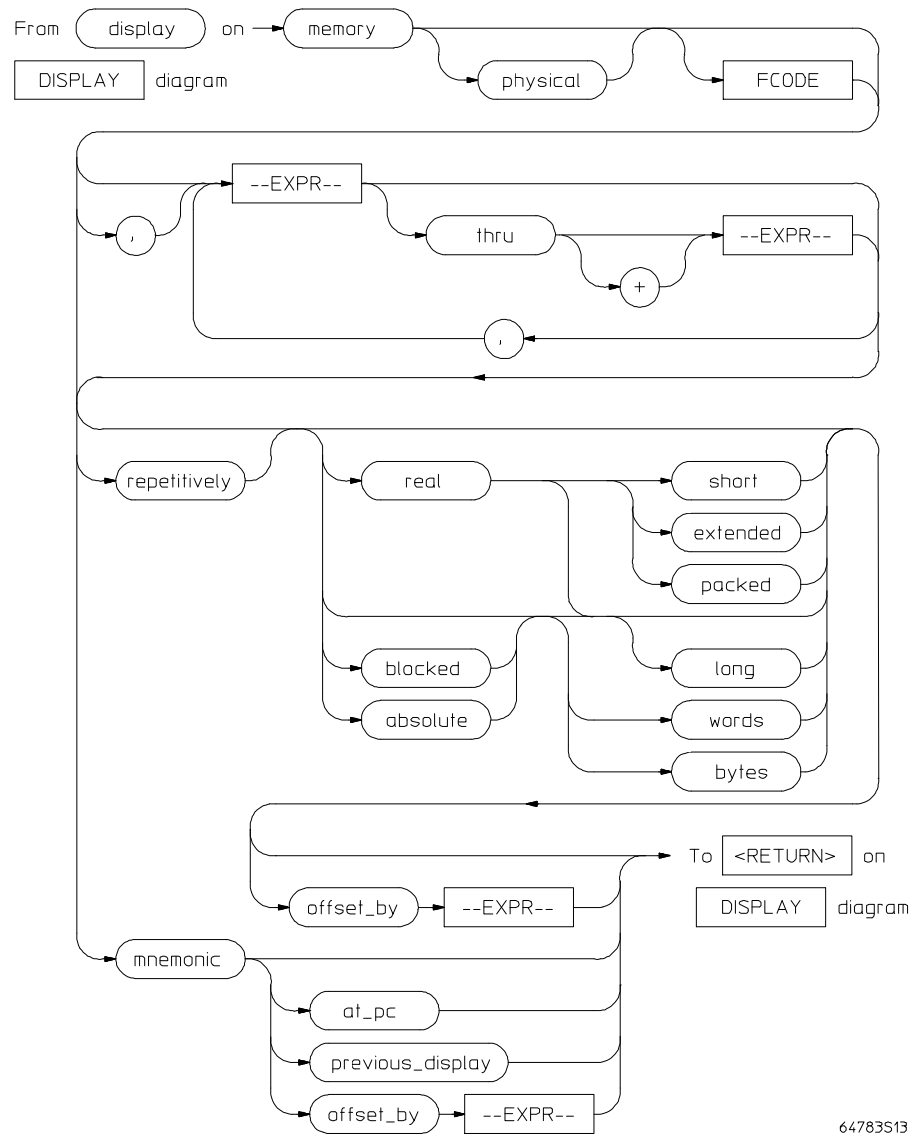 From display on memory
physical FCODE
DISPLAY diagram
--EXPR--
, thru --EXPR--
+
,
repetitively real short
extended
packed
blocked long
absolute words
bytes
To <RETURN> on
offset_by --EXPR-- DISPLAY diagram
mnemonic
at_pc
previous_display
offset_by --EXPR--
64783S13